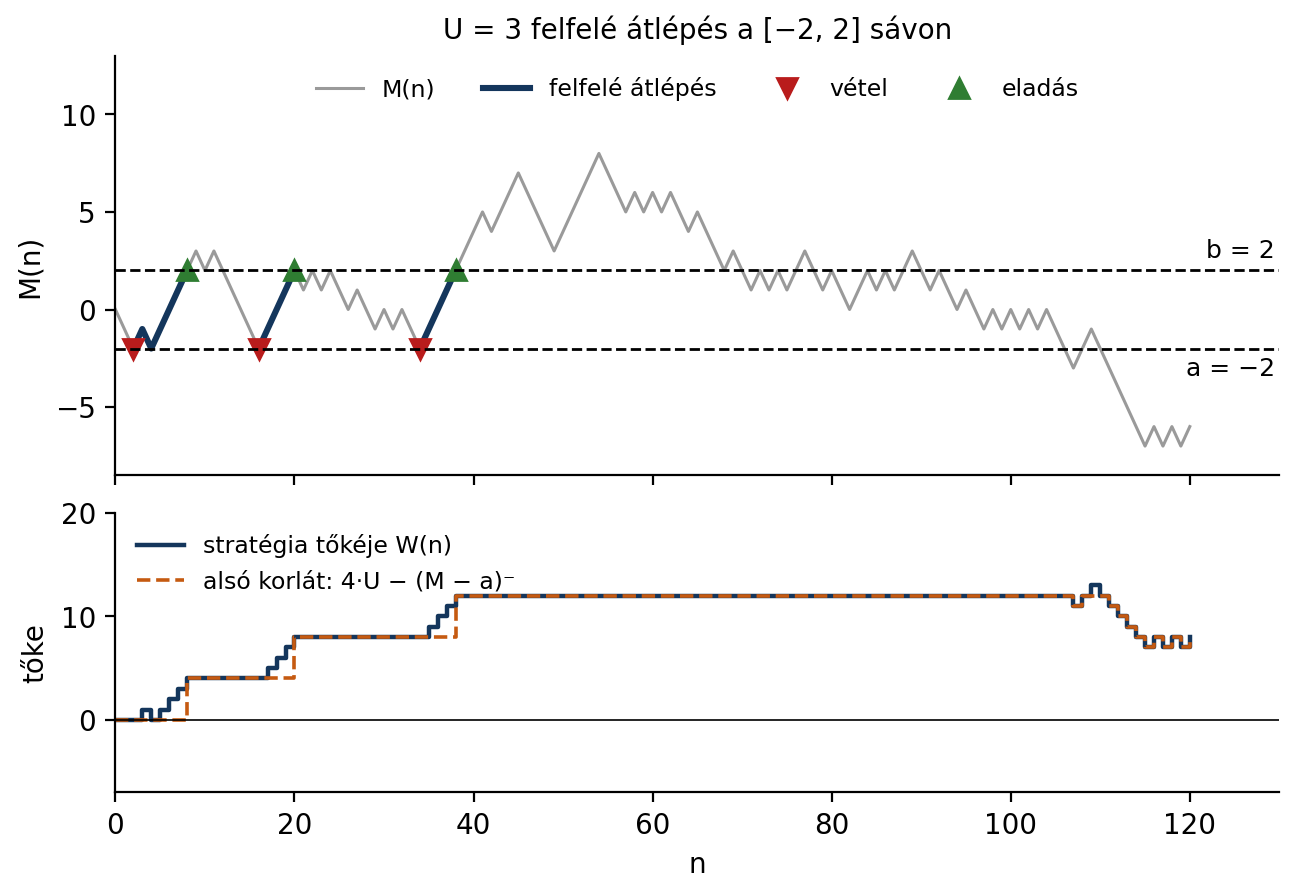 U = 3 felfelé átlépés a [−2, 2] sávon
M(n) felfelé átlépés vétel eladás
10
5
0
−5
M(n)
b = 2
a = −2
20
10
0
stratégia tőkéje W(n)
alsó korlát: 4·U − (M − a)⁻
tőke
0 20 40 60 80 100 120
n